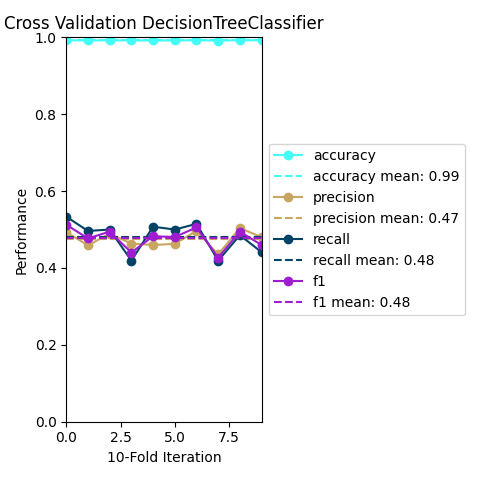 Cross Validation DecisionTreeClassifier
1.0
0.8
0.6
0.4
0.2
0.0
Performance
0.0 2.5 5.0 7.5
10-Fold Iteration
accuracy
accuracy mean: 0.99
precision
precision mean: 0.47
recall
recall mean: 0.48
f1
f1 mean: 0.48